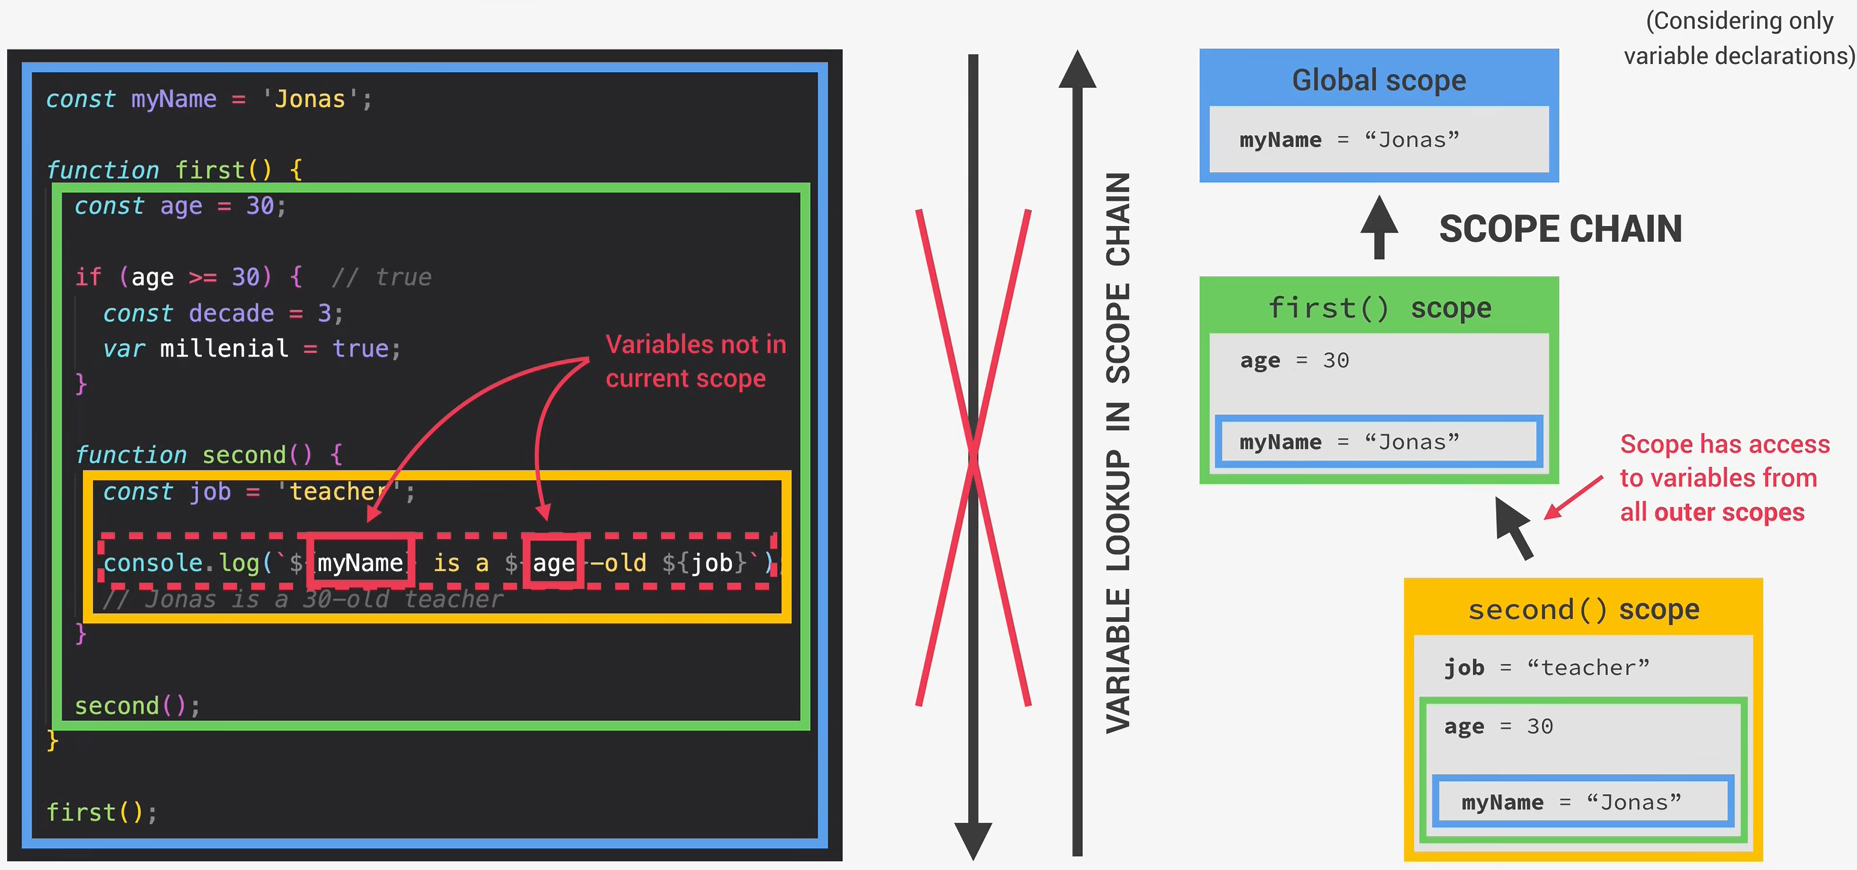 const myName = 'Jonas';
function first() {
const age = 30;
if (age >= 30) { // true
const decade = 3;
var millenial = true;
}
function second() {
const job = 'teacher';
console.log(`${myName} is a ${age}-old ${job}`)
// Jonas is a 30-old teacher
}
second();
}
first();
Variables not in
current scope
VARIABLE LOOKUP IN SCOPE CHAIN
(Considering only
variable declarations)
Global scope
myName = “Jonas”
SCOPE CHAIN
first() scope
age = 30
myName = “Jonas”
Scope has access
to variables from
all outer scopes
second() scope
job = “teacher”
age = 30
myName = “Jonas”